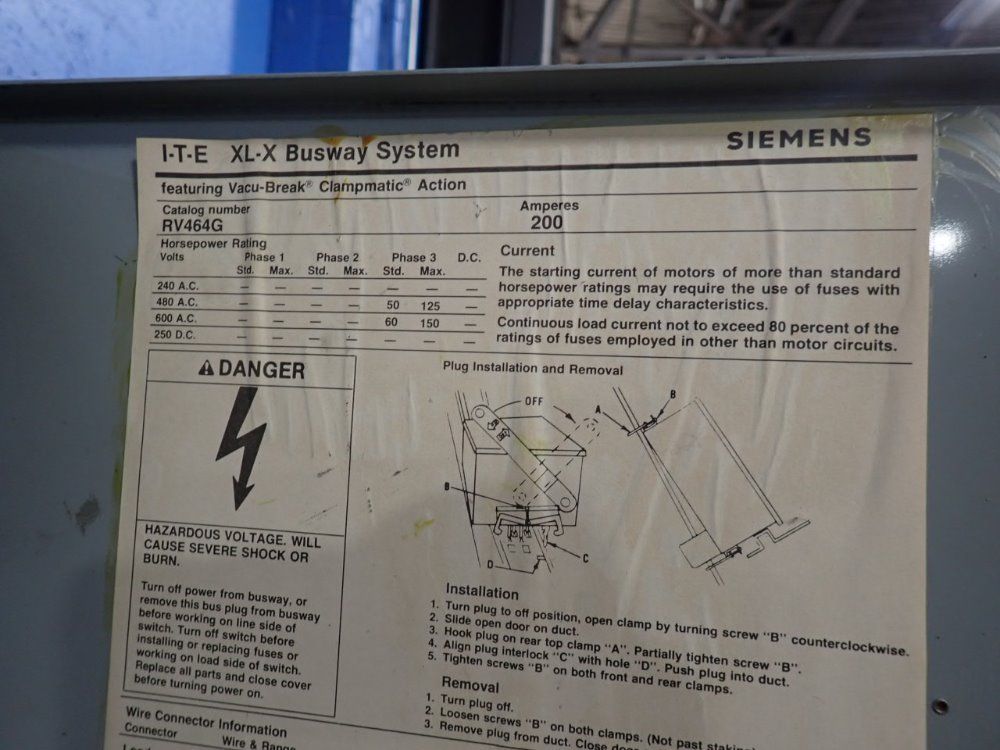 I-T-E XL-X Busway System
SIEMENS
featuring Vacu-Break® Clampmatic® Action
Catalog number
RV464G
Amperes
200
Horsepower Rating
Volts Phase 1 Phase 2 Phase 3 D.C.
Std. Max. Std. Max. Std. Max.
240 A.C. — — — — — — —
480 A.C. — — — — 50 125 —
600 A.C. — — — — 60 150 —
250 D.C. — — — — — — —
Current
The starting current of motors of more than standard
horsepower ratings may require the use of fuses with
appropriate time delay characteristics.
Continuous load current not to exceed 80 percent of the
ratings of fuses employed in other than motor circuits.
DANGER
HAZARDOUS VOLTAGE. WILL
CAUSE SEVERE SHOCK OR
BURN.
Turn off power from busway, or
remove this bus plug from busway
before working on line side of
switch. Turn off switch before
installing or replacing fuses or
working on load side of switch.
Replace all parts and close cover
before turning power on.
Plug Installation and Removal
OFF
A
B
B
C
D
Installation
1. Turn plug to off position, open clamp by turning screw "B" counterclockwise.
2. Slide open door on duct.
3. Hook plug on rear top clamp "A". Partially tighten screw "B".
4. Align plug interlock "C" with hole "D". Push plug into duct.
5. Tighten screws "B" on both front and rear clamps.
Removal
1. Turn plug off.
2. Loosen screws "B" on both clamps. (Not past
3. Remove plug from duct. Close
Wire Connector Information
Connector Wire & Range